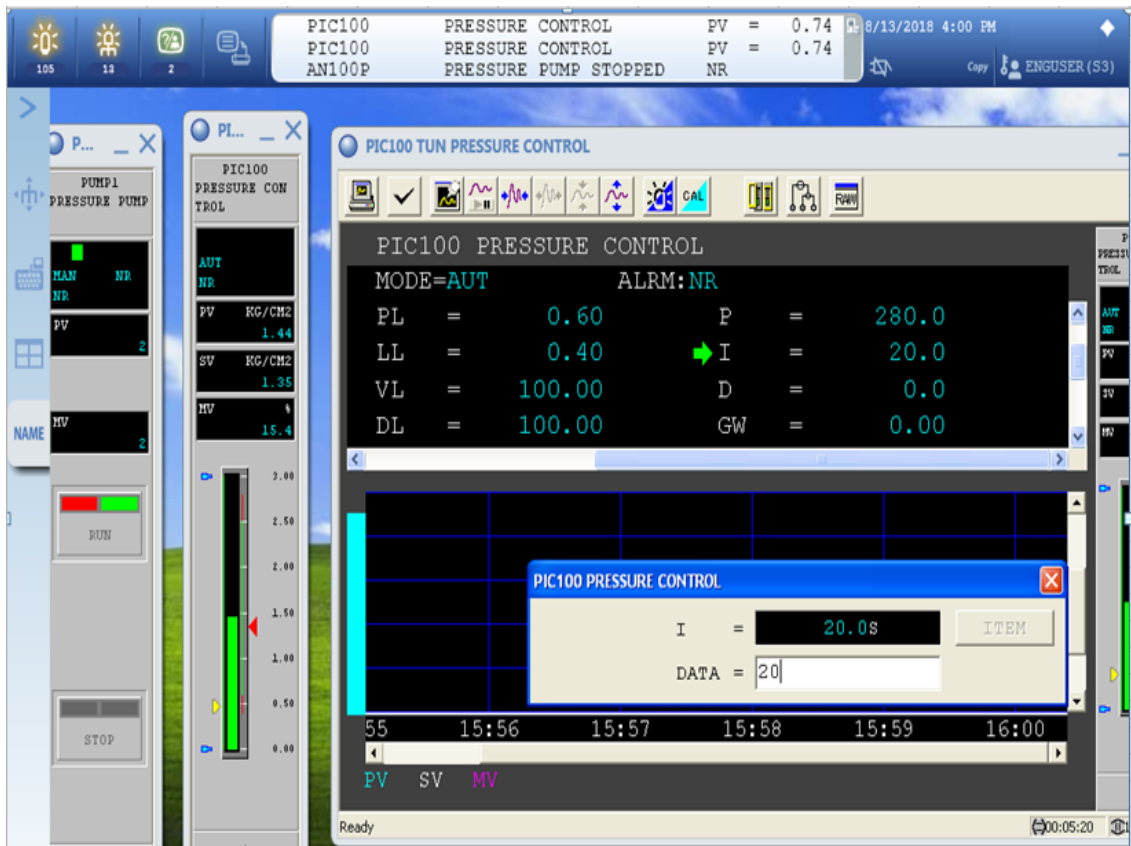 PIC100 PRESSURE CONTROL PV = 0.74
PIC100 PRESSURE CONTROL PV = 0.74
AN100P PRESSURE PUMP STOPPED NR
8/13/2018 4:00 PM
105 13 2
Copy ENGUSER (S3)
P...
PUMP1
PRESSURE PUMP
MAN NR
NR
PV
2
MV
2
RUN
STOP
NAME
PI...
PIC100
PRESSURE CON
TROL
AUT
NR
PV KG/CM2
1.44
SV KG/CM2
1.35
MV %
15.4
3.00
2.50
2.00
1.50
1.00
0.50
0.00
PIC100 TUN PRESSURE CONTROL
CAL RAW
PIC100 PRESSURE CONTROL
MODE=AUT ALRM:NR
PL = 0.60 P = 280.0
LL = 0.40 I = 20.0
VL = 100.00 D = 0.0
DL = 100.00 GW = 0.00
PIC100 PRESSURE CONTROL
I = 20.0S ITEM
DATA = 20
55 15:56 15:57 15:58 15:59 16:00
PV SV MV
Ready 00:05:20
P
PRESSU
TROL
AUT
NR
PV
SV
MV